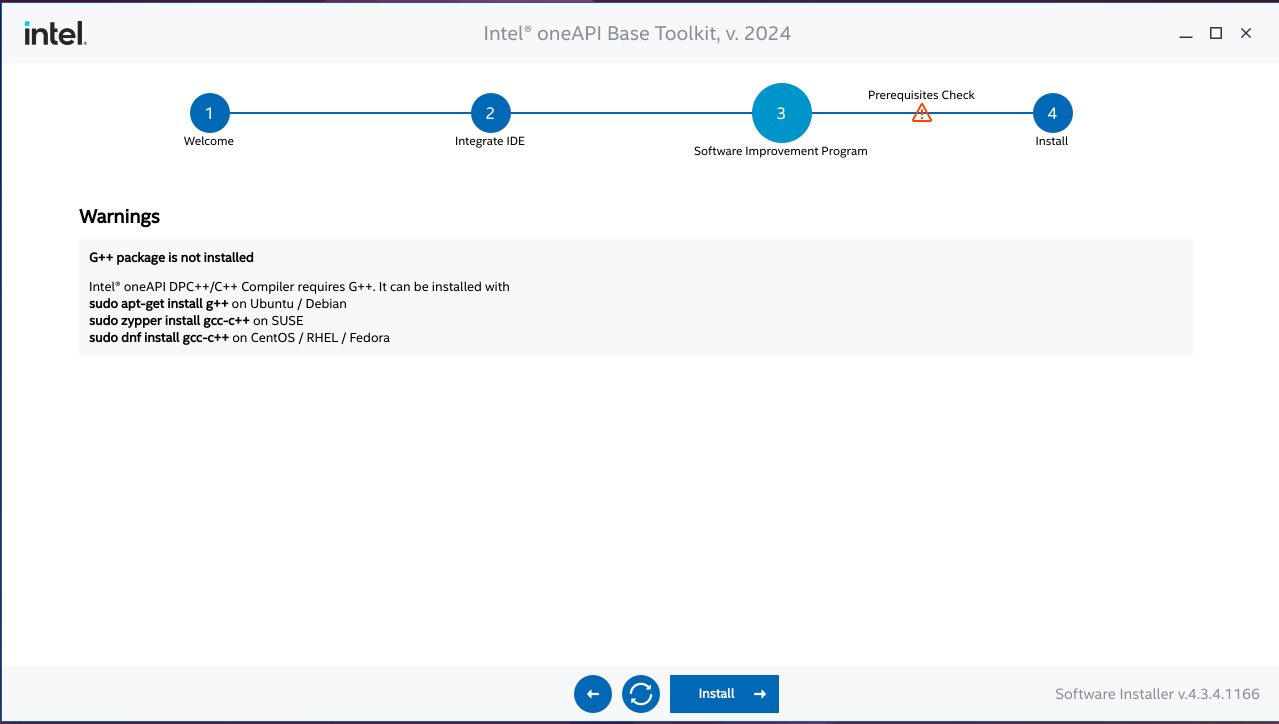 intel.
Intel® oneAPI Base Toolkit, v. 2024
Prerequisites Check
1
2
3
4
Welcome
Integrate IDE
Software Improvement Program
Install
Warnings
G++ package is not installed
Intel® oneAPI DPC++/C++ Compiler requires G++. It can be installed with
sudo apt-get install g++ on Ubuntu / Debian
sudo zypper install gcc-c++ on SUSE
sudo dnf install gcc-c++ on CentOS / RHEL / Fedora
Install
Software Installer v.4.3.4.1166